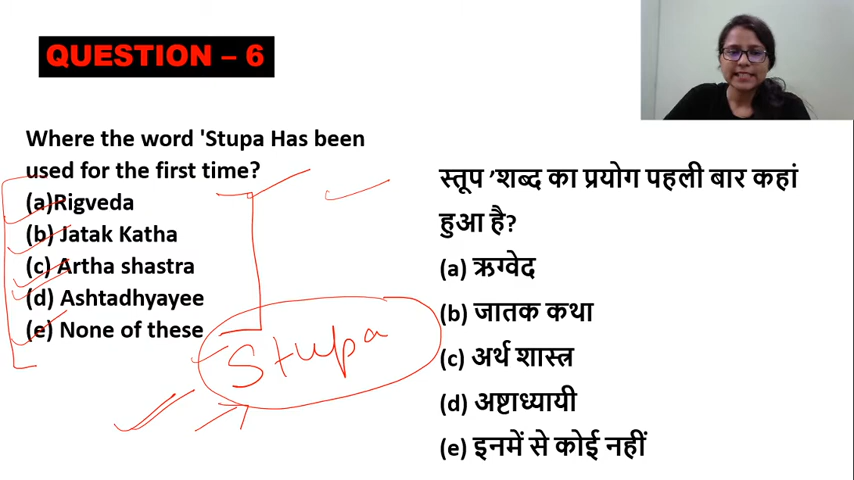 QUESTION – 6
Where the word 'Stupa Has been
used for the first time?
(a)Rigveda
(b) Jatak Katha
(c) Artha shastra
(d) Ashtadhyayee
(e) None of these
Stupa
स्तूप ’शब्द का प्रयोग पहली बार कहां
हुआ है?
(a) ऋग्वेद
(b) जातक कथा
(c) अर्थ शास्त्र
(d) अष्टाध्यायी
(e) इनमें से कोई नहीं